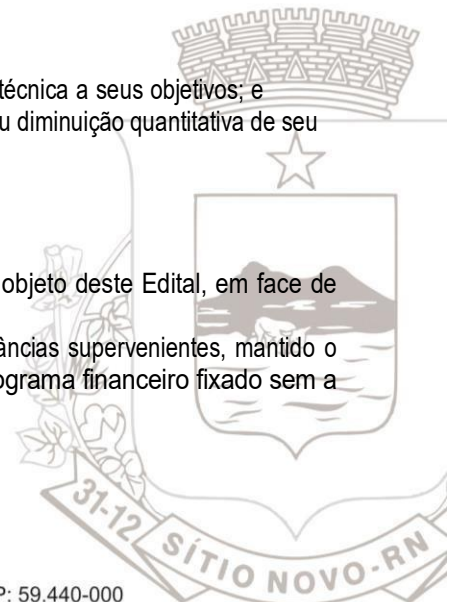 técnica a seus objetivos; e
u diminuição quantitativa de seu
objeto deste Edital, em face de
âncias supervenientes, mantido o
ograma financeiro fixado sem a
31-12
SÍTIO NOVO-RN
P: 59.440-000